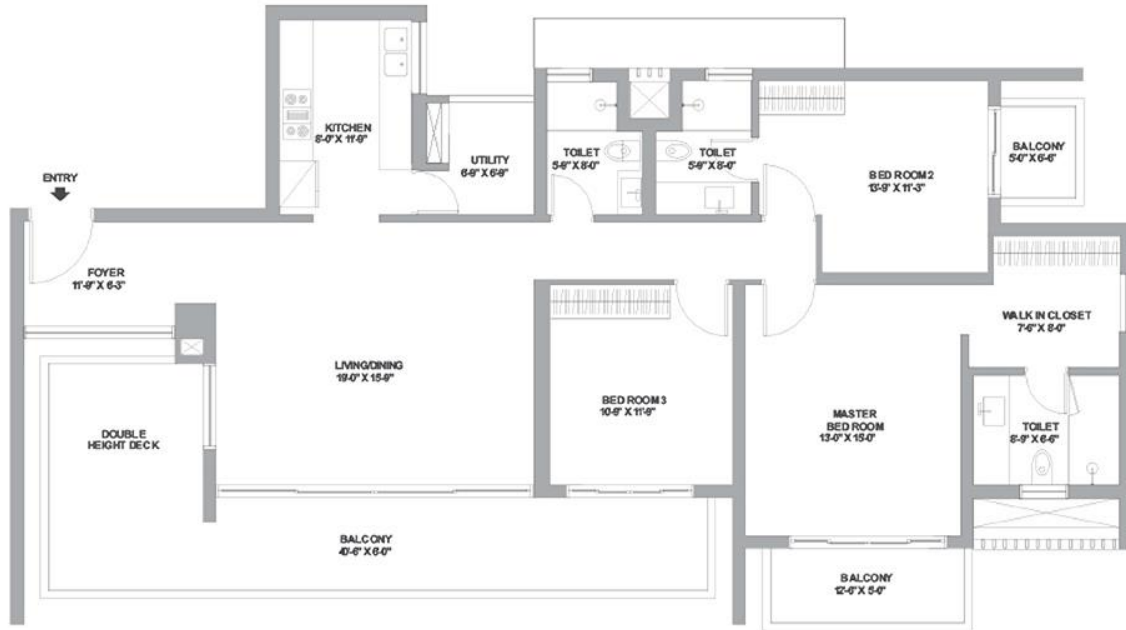 KITCHEN
8'-0" X 11'-9"
UTILITY
6'-9" X 6'-9"
TOILET
5'-9" X 8'-0"
TOILET
5'-9" X 8'-0"
BED ROOM 2
13'-9" X 11'-3"
BALCONY
5'-0" X 6'-6"
ENTRY
FOYER
11'-9" X 6'-3"
LIVING/DINING
19'-0" X 15'-9"
BED ROOM 3
10'-9" X 11'-9"
WALK IN CLOSET
7'-6" X 8'-0"
MASTER
BED ROOM
13'-0" X 15'-0"
TOILET
8'-9" X 6'-6"
DOUBLE
HEIGHT DECK
BALCONY
40'-6" X 6'-0"
BALCONY
12'-6" X 5'-0"